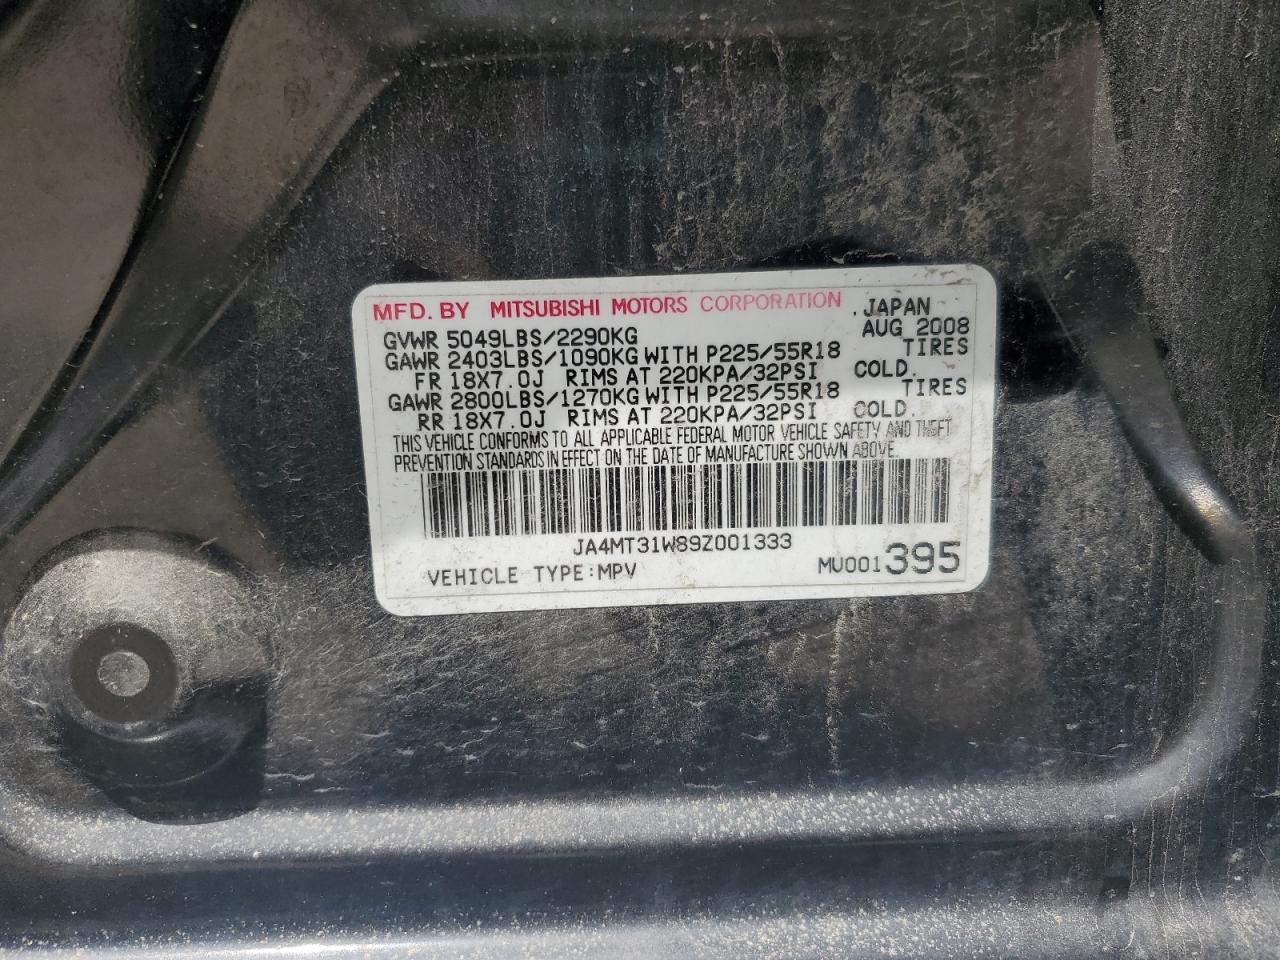 MFD. BY MITSUBISHI MOTORS CORPORATION JAPAN
GVWR 5049LBS/2290KG AUG 2008
GAWR 2403LBS/1090KG WITH P225/55R18 TIRES
FR 18X7.0J RIMS AT 220KPA/32PSI COLD.
GAWR 2800LBS/1270KG WITH P225/55R18 TIRES
RR 18X7.0J RIMS AT 220KPA/32PSI COLD.
THIS VEHICLE CONFORMS TO ALL APPLICABLE FEDERAL MOTOR VEHICLE SAFETY AND THEFT
PREVENTION STANDARDS IN EFFECT ON THE DATE OF MANUFACTURE SHOWN ABOVE.
JA4MT31W89Z001333
VEHICLE TYPE:MPV MU001395